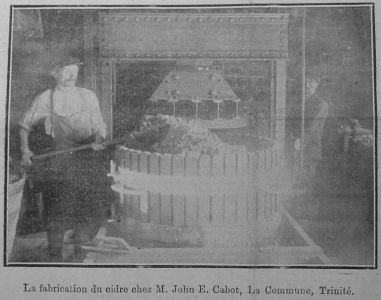 La fabrication du cidre chez M. John E. Cabot, La Commune, Trinité.